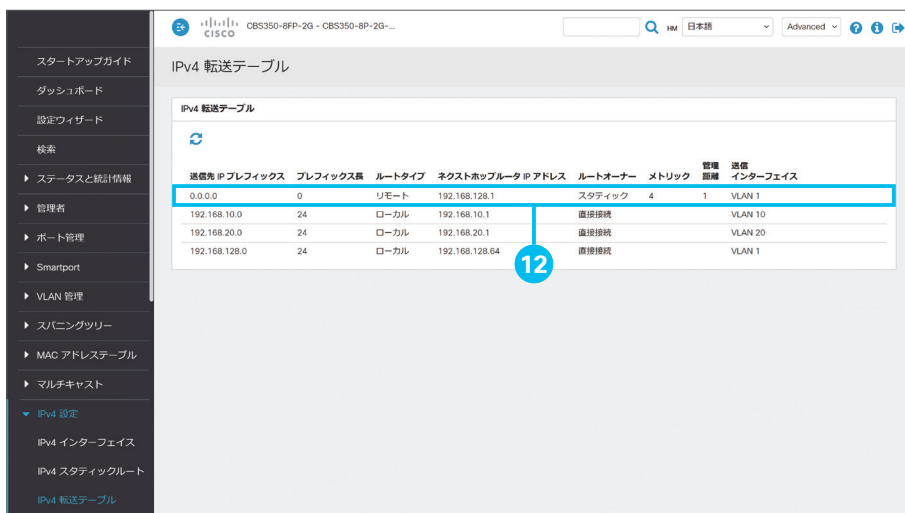 CISCO CBS350-8FP-2G - CBS350-8P-2G-... HM 日本語 Advanced
スタートアップガイド
ダッシュボード
設定ウィザード
検索
ステータスと統計情報
管理者
ポート管理
Smartport
VLAN 管理
スパニングツリー
MAC アドレステーブル
マルチキャスト
IPv4 設定
IPv4 インターフェイス
IPv4 スタティックルート
IPv4 転送テーブル
IPv4 転送テーブル
IPv4 転送テーブル
送信先 IP プレフィックス プレフィックス長 ルートタイプ ネクストホップルータ IP アドレス ルートオーナー メトリック 管理距離 送信インターフェイス
0.0.0.0 0 リモート 192.168.128.1 スタティック 4 1 VLAN 1
192.168.10.0 24 ローカル 192.168.10.1 直接接続 VLAN 10
192.168.20.0 24 ローカル 192.168.20.1 直接接続 VLAN 20
192.168.128.0 24 ローカル 192.168.128.64 直接接続 VLAN 1
12